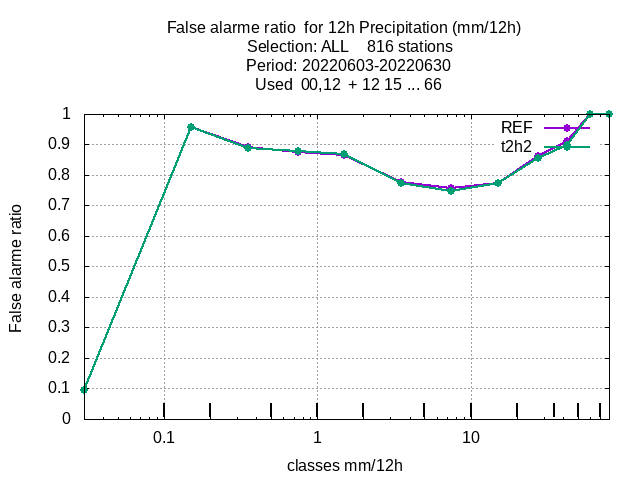 False alarme ratio  for 12h Precipitation (mm/12h)
Selection: ALL    816 stations
Period: 20220603-20220630
Used  00,12  + 12 15 ... 66
REF
t2h2
1
0.9
0.8
0.7
0.6
0.5
0.4
0.3
0.2
0.1
0
False alarme ratio
0.1
1
10
classes mm/12h